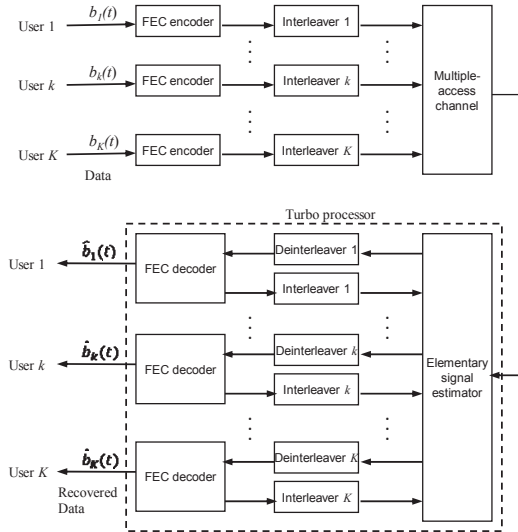 User 1 b₁(t) FEC encoder Interleaver 1
User k bₖ(t) FEC encoder Interleaver k
Multiple-
access
channel
User K b_K(t) FEC encoder Interleaver K
Data
Turbo processor
User 1 b̂₁(t) FEC decoder Deinterleaver 1
Interleaver 1
User k b̂ₖ(t) FEC decoder Deinterleaver k
Interleaver k
Elementary
signal
estimator
User K b̂_K(t) FEC decoder Deinterleaver K
Interleaver K
Recovered
Data